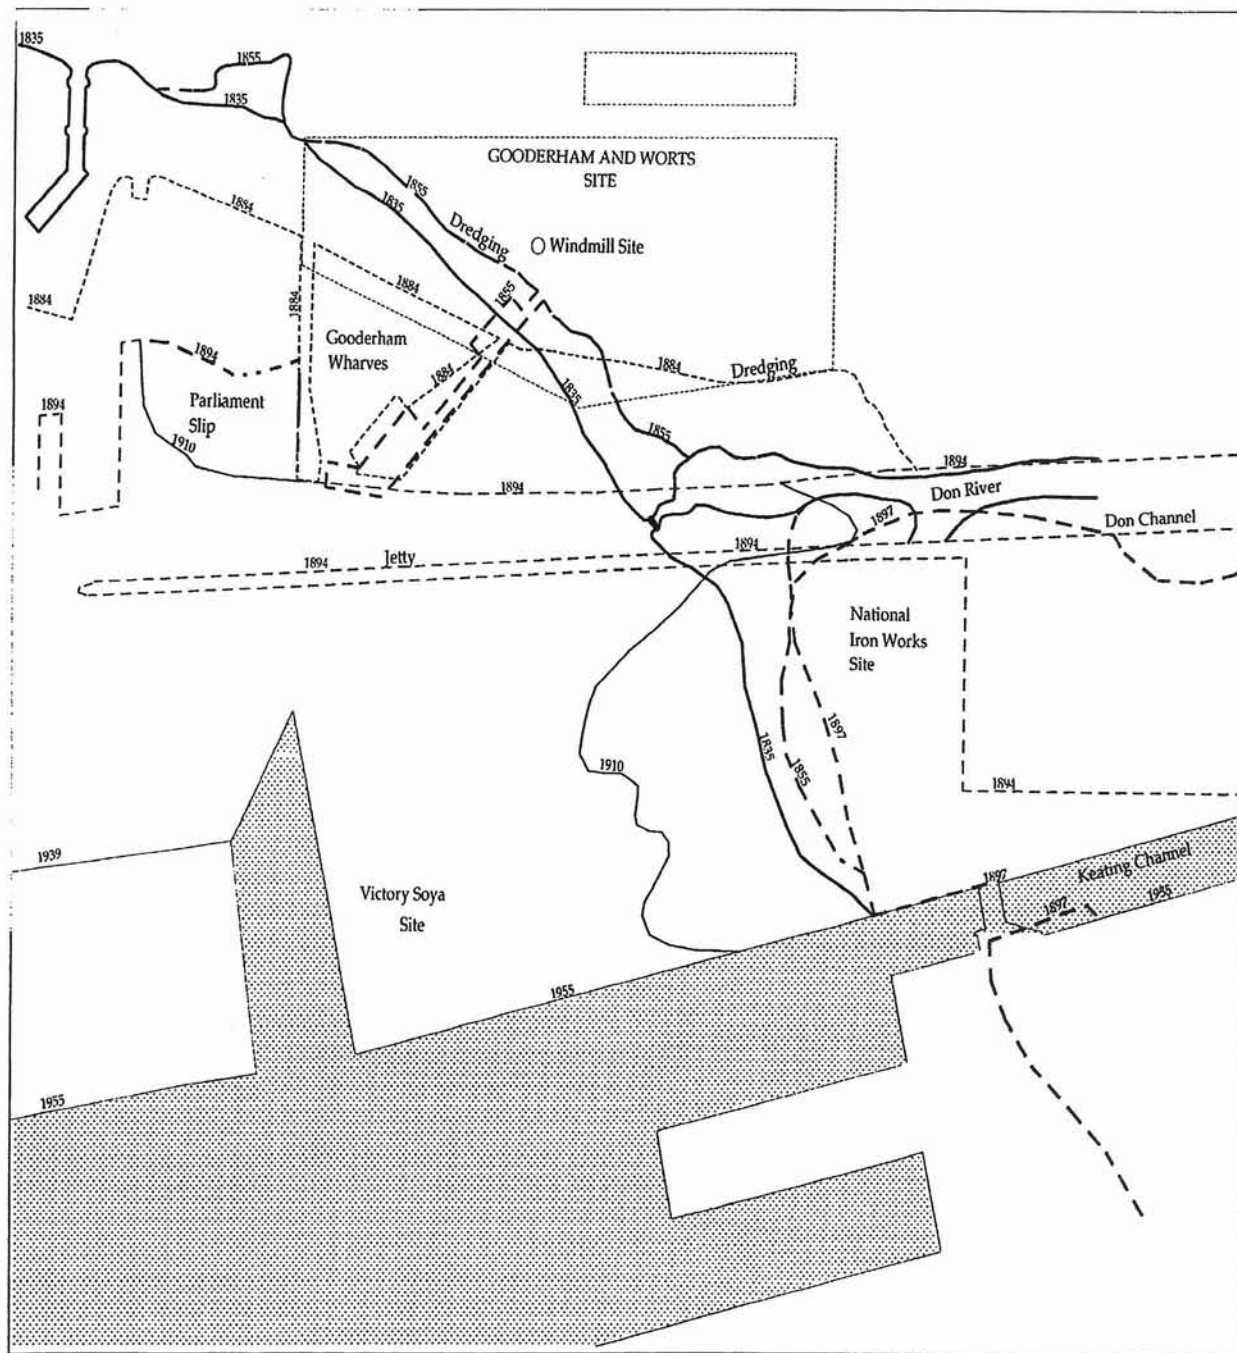 1835
1855
1835
GOODERHAM AND WORTS
SITE
1855
1835
Dredging
Windmill Site
1884
1884
1884
1884
1855
Gooderham
Wharves
1884
1884
Dredging
1894
Parliament
Slip
1894
1910
1835
1855
1894
1894
Don River
1897
Don Channel
1894
Jetty
1894
National
Iron Works
Site
1897
1835
1855
1910
1894
1939
Keating Channel
1897
Victory Soya
Site
1897
1955
1955
1955